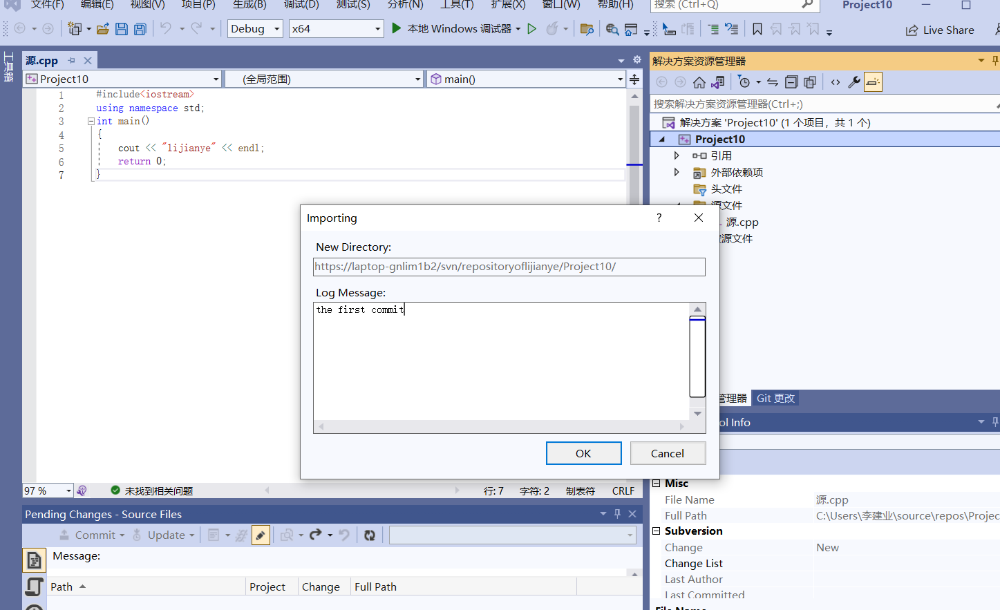 文件(F) 编辑(E) 视图(V) 项目(P) 生成(B) 调试(D) 测试(S) 分析(N) 工具(T) 扩展(X) 窗口(W) 帮助(H) 搜索 (Ctrl+Q) Project10
Debug x64 本地 Windows 调试器 Live Share
工具箱
源.cpp
Project10 (全局范围) main()
1 #include<iostream>
2 using namespace std;
3 int main()
4 {
5 cout << "lijianye" << endl;
6 return 0;
7 }
解决方案资源管理器
搜索解决方案资源管理器(Ctrl+;)
解决方案 'Project10' (1 个项目，共 1 个)
Project10
引用
外部依赖项
头文件
源文件
源.cpp
源文件
Importing ?
New Directory:
https://laptop-gnlim1b2/svn/repositoryoflijianye/Project10/
Log Message:
the first commit
OK Cancel
管理器 Git 更改
ol Info
97 % 未找到相关问题 行: 7 字符: 2 制表符 CRLF
Misc
File Name 源.cpp
Full Path C:\Users\李建业\source\repos\Projec
Subversion
Change New
Change List
Last Author
Last Committed
File Name
Pending Changes - Source Files
Commit Update
Message:
Path Project Change Full Path